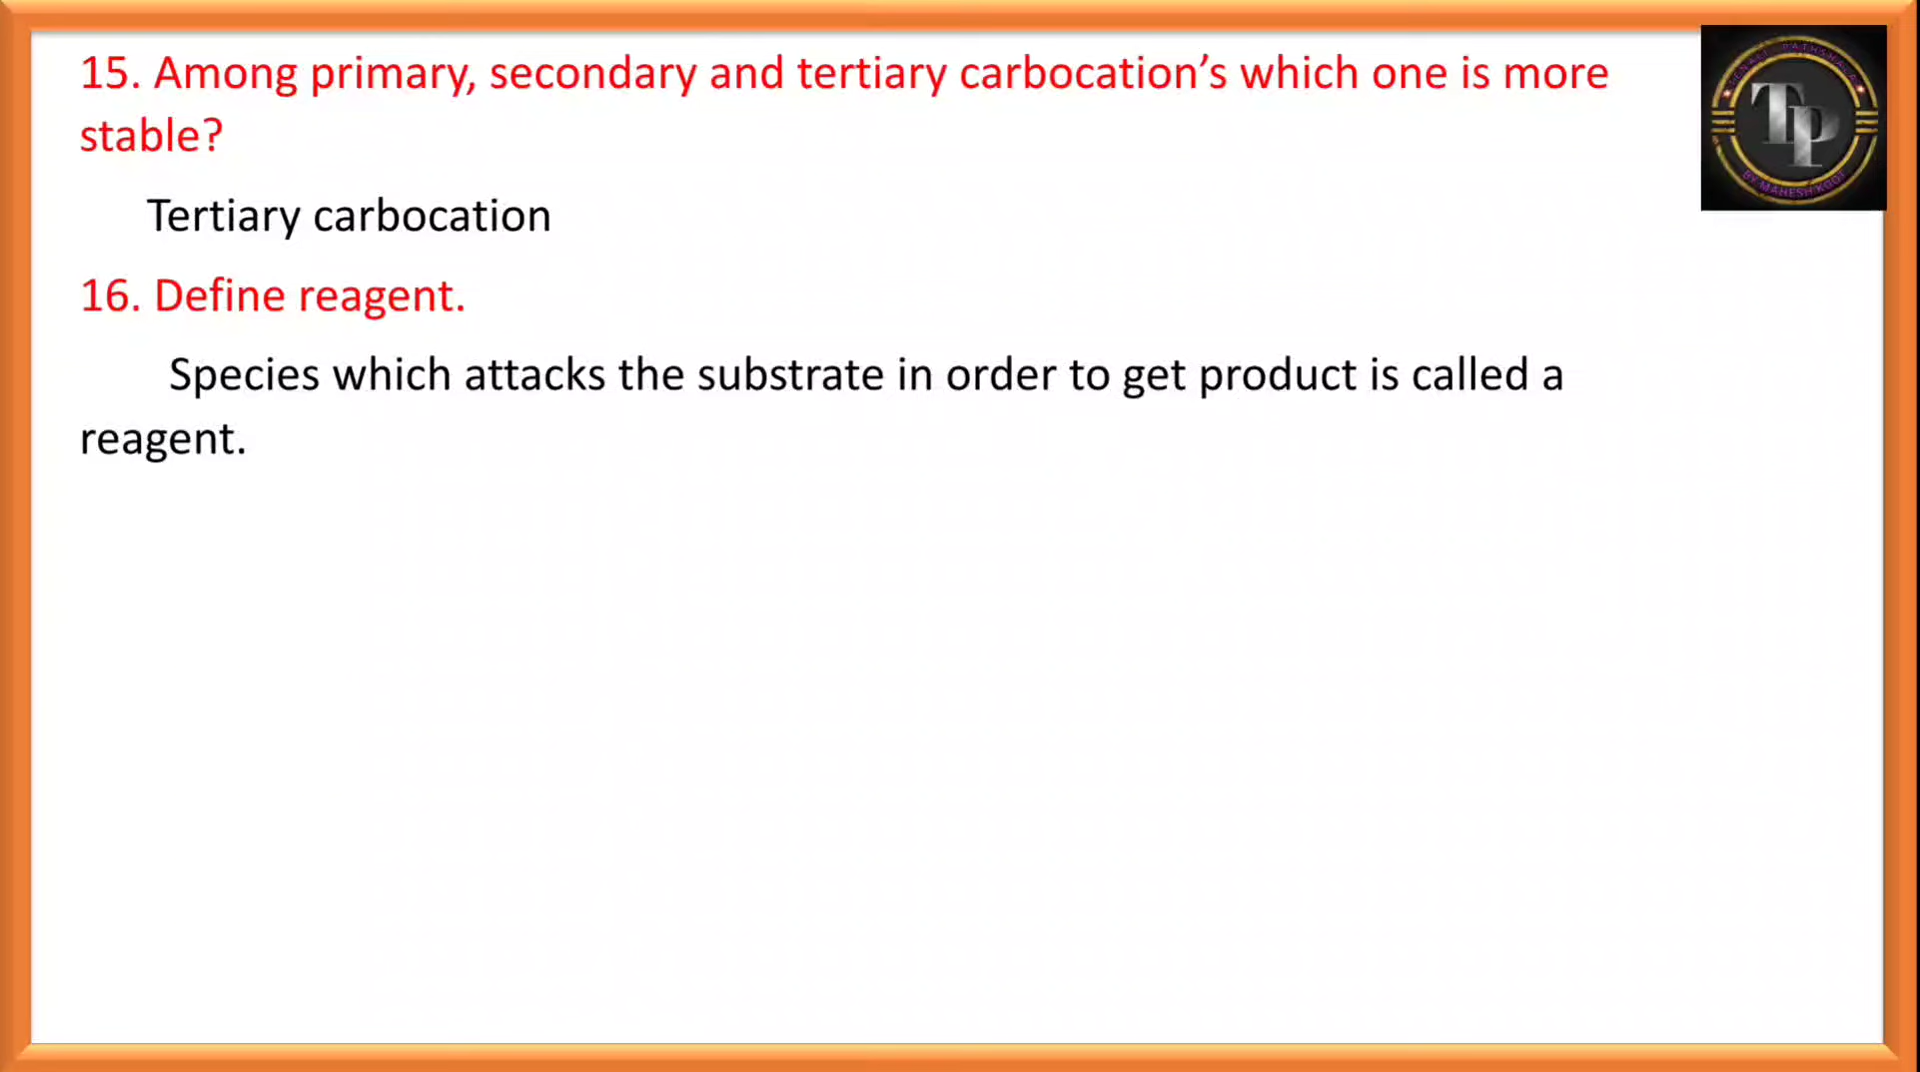 15. Among primary, secondary and tertiary carbocation’s which one is more
stable?
Tertiary carbocation
16. Define reagent.
Species which attacks the substrate in order to get product is called a
reagent.
TP